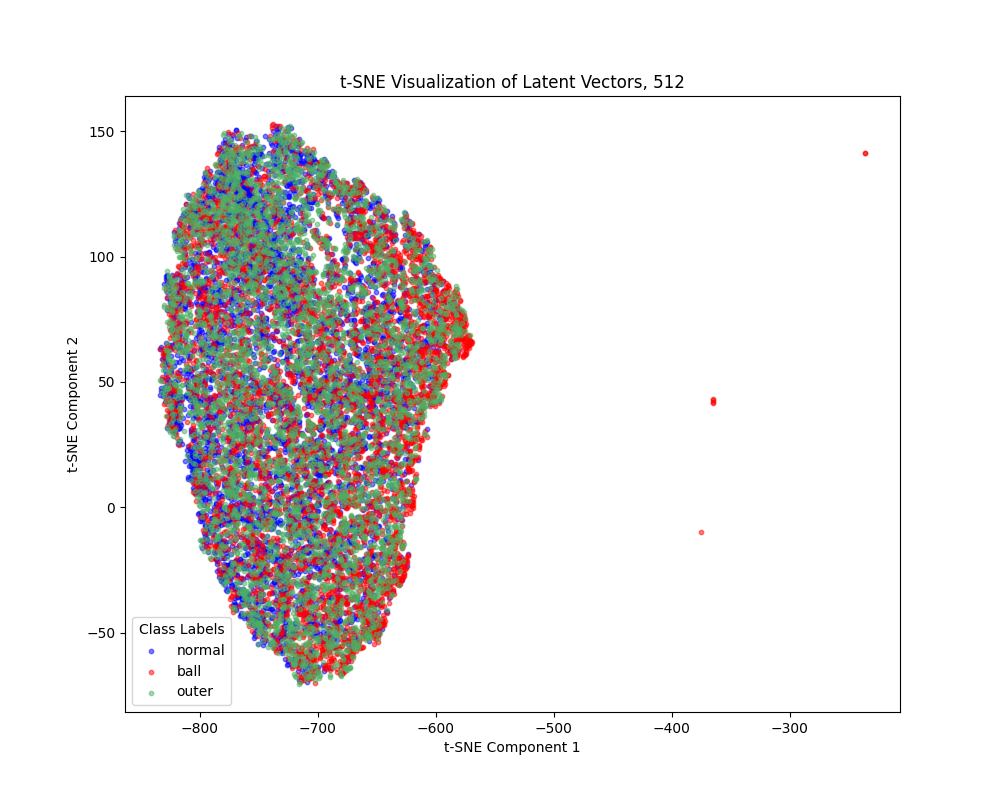 t-SNE Visualization of Latent Vectors, 512
150
100
50
0
−50
t-SNE Component 2
Class Labels
normal
ball
outer
−800
−700
−600
−500
−400
−300
t-SNE Component 1